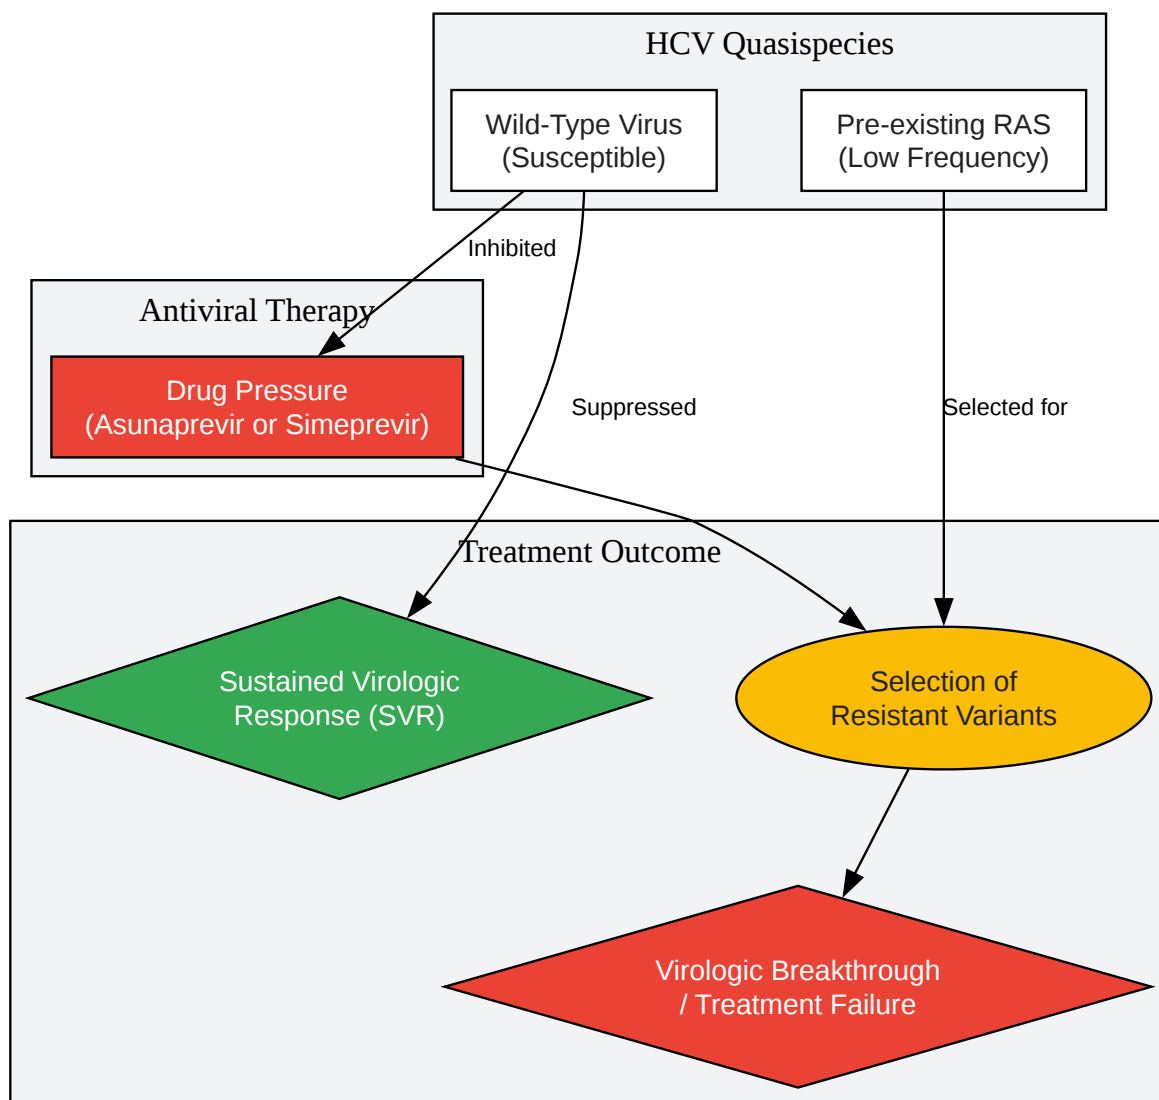 HCV Quasispecies
Wild-Type Virus
(Susceptible)
Pre-existing RAS
(Low Frequency)
Inhibited
Antiviral Therapy
Drug Pressure
(Asunaprevir or Simeprevir)
Suppressed
Selected for
Treatment Outcome
Sustained Virologic
Response (SVR)
Selection of
Resistant Variants
Virologic Breakthrough
/ Treatment Failure